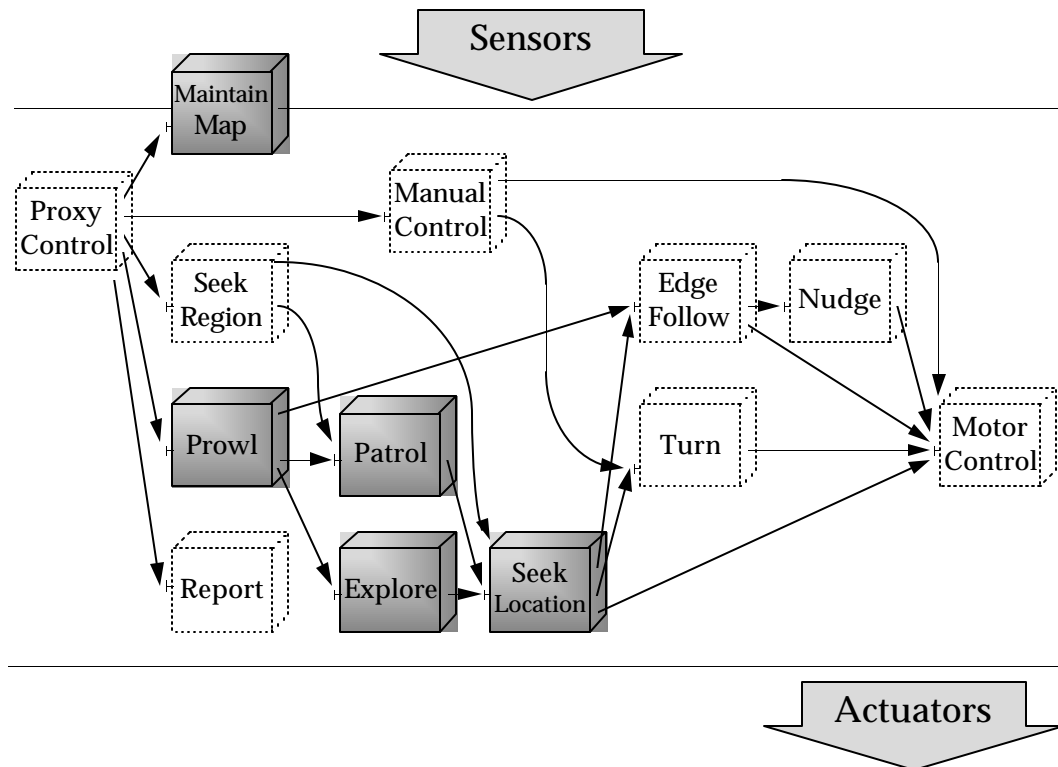 Sensors
Maintain
Map
Proxy
Control
Manual
Control
Seek
Region
Edge
Follow
Nudge
Prowl
Patrol
Turn
Motor
Control
Report
Explore
Seek
Location
Actuators